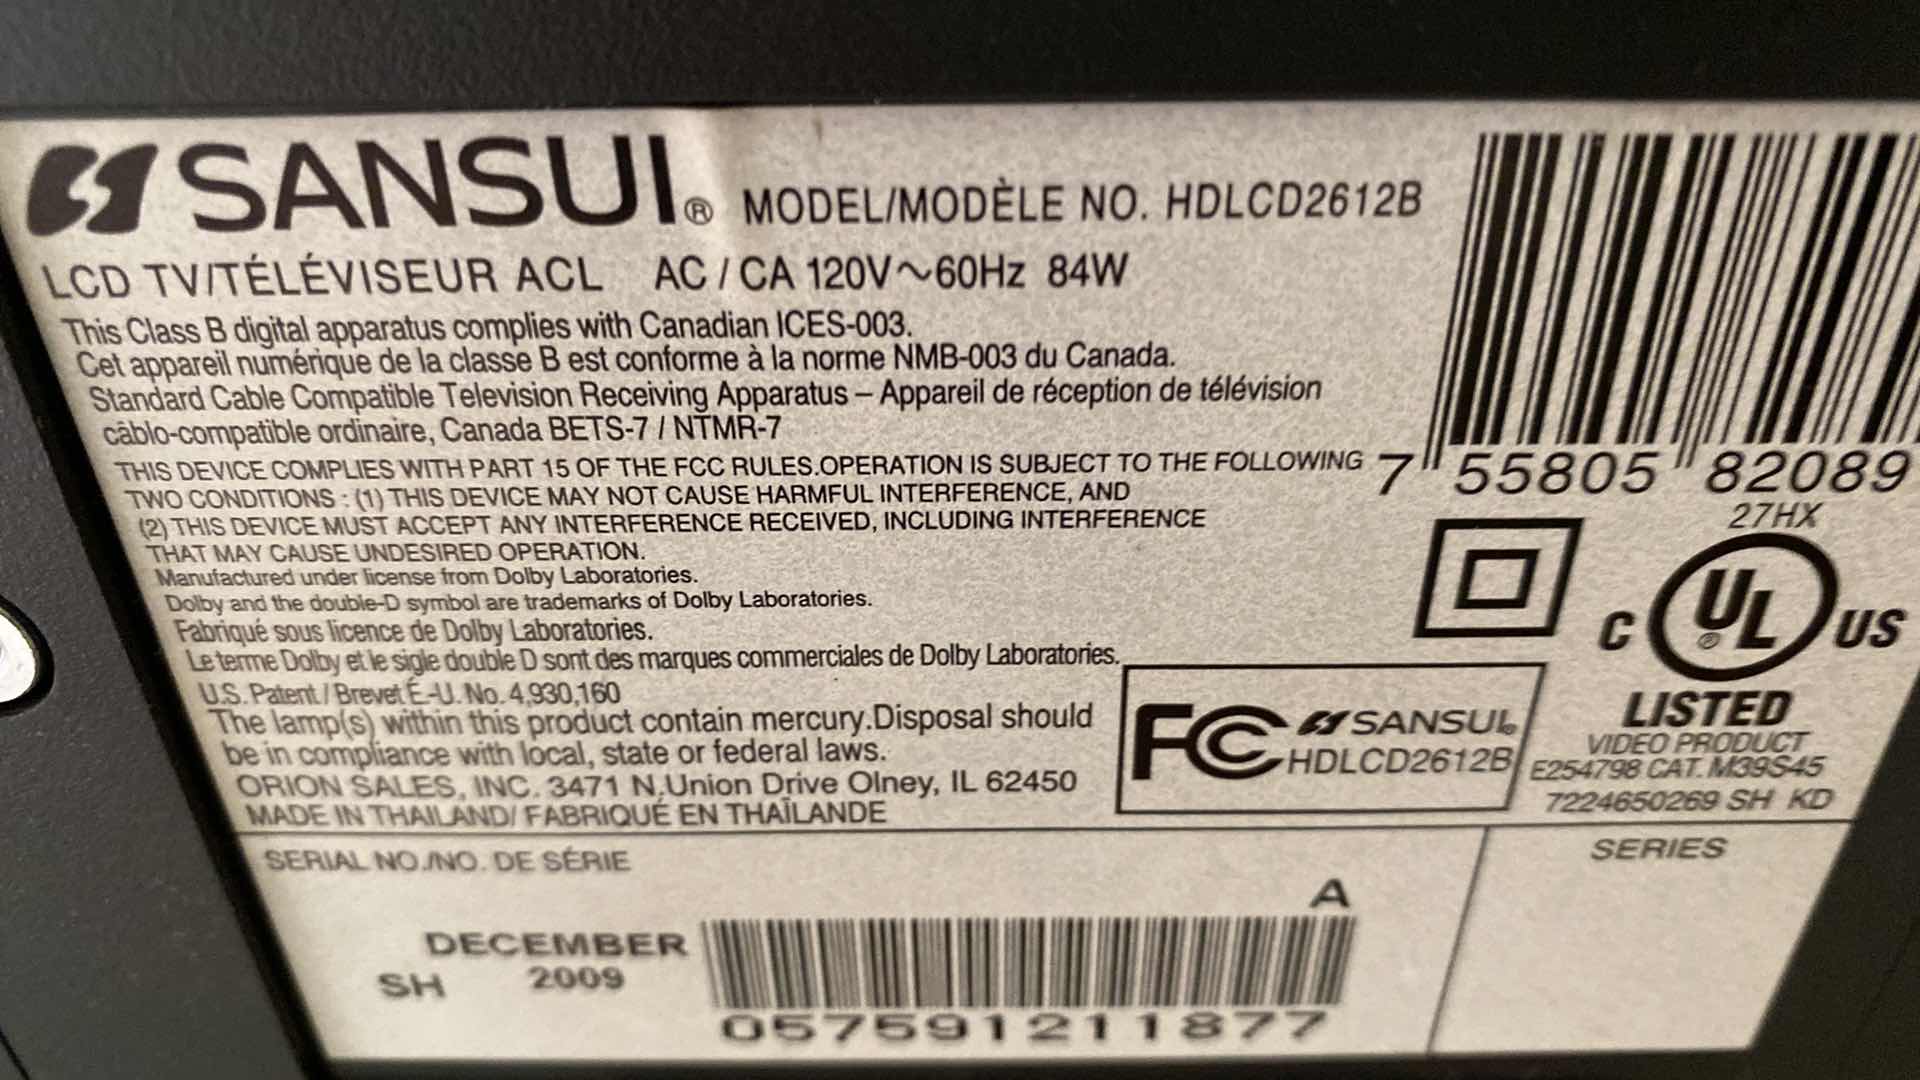 SANSUI® MODEL/MODÈLE NO. HDLCD2612B
LCD TV/TÉLÉVISEUR ACL AC / CA 120V~60Hz 84W
This Class B digital apparatus complies with Canadian ICES-003.
Cet appareil numérique de la classe B est conforme à la norme NMB-003 du Canada.
Standard Cable Compatible Television Receiving Apparatus – Appareil de réception de télévision
câblo-compatible ordinaire, Canada BETS-7 / NTMR-7
THIS DEVICE COMPLIES WITH PART 15 OF THE FCC RULES.OPERATION IS SUBJECT TO THE FOLLOWING
TWO CONDITIONS : (1) THIS DEVICE MAY NOT CAUSE HARMFUL INTERFERENCE, AND
(2) THIS DEVICE MUST ACCEPT ANY INTERFERENCE RECEIVED, INCLUDING INTERFERENCE
THAT MAY CAUSE UNDESIRED OPERATION.
Manufactured under license from Dolby Laboratories.
Dolby and the double-D symbol are trademarks of Dolby Laboratories.
Fabriqué sous licence de Dolby Laboratories.
Le terme Dolby et le sigle double D sont des marques commerciales de Dolby Laboratories.
U.S. Patent / Brevet É-U. No. 4,930,160
The lamp(s) within this product contain mercury.Disposal should
be in compliance with local, state or federal laws.
ORION SALES, INC. 3471 N.Union Drive Olney, IL 62450
MADE IN THAILAND/ FABRIQUÉ EN THAÏLANDE
7 55805 82089
27HX
C UL® US
LISTED
VIDEO PRODUCT
E254798 CAT. M39S45
7224650269 SH KD
FC SANSUI®
HDLCD2612B
SERIAL NO./NO. DE SÉRIE
SERIES
A
DECEMBER
SH 2009
057591211877